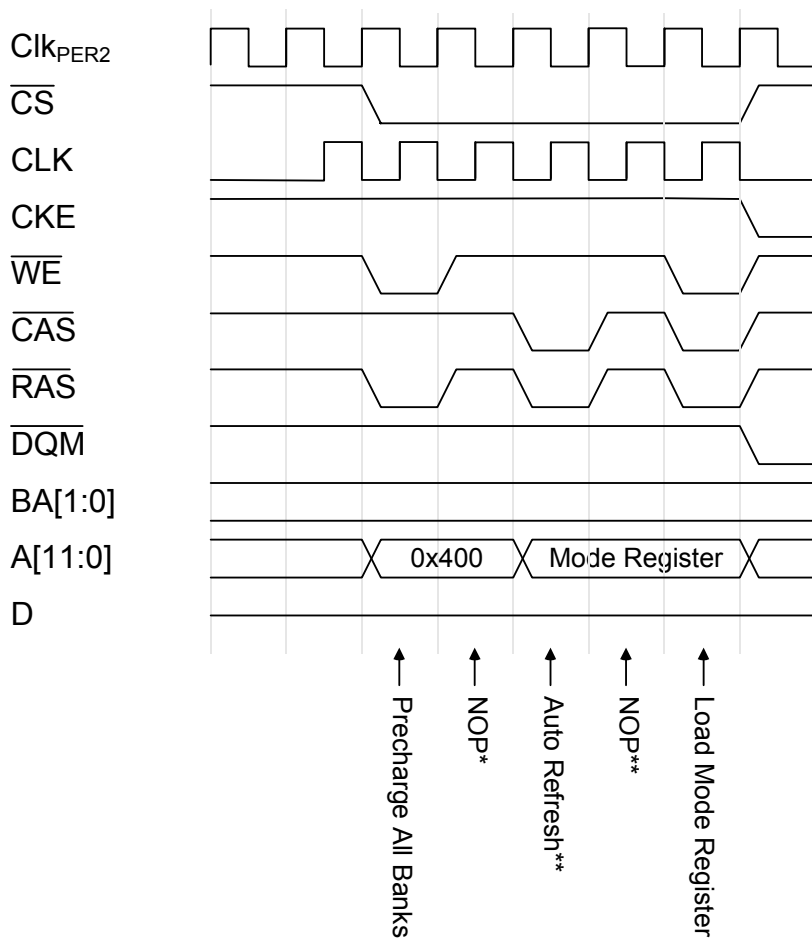 ClkPER2
CS
CLK
CKE
WE
CAS
RAS
DQM
BA[1:0]
A[11:0]
0x400
Mode Register
D
Precharge All Banks
NOP*
Auto Refresh**
NOP**
Load Mode Register